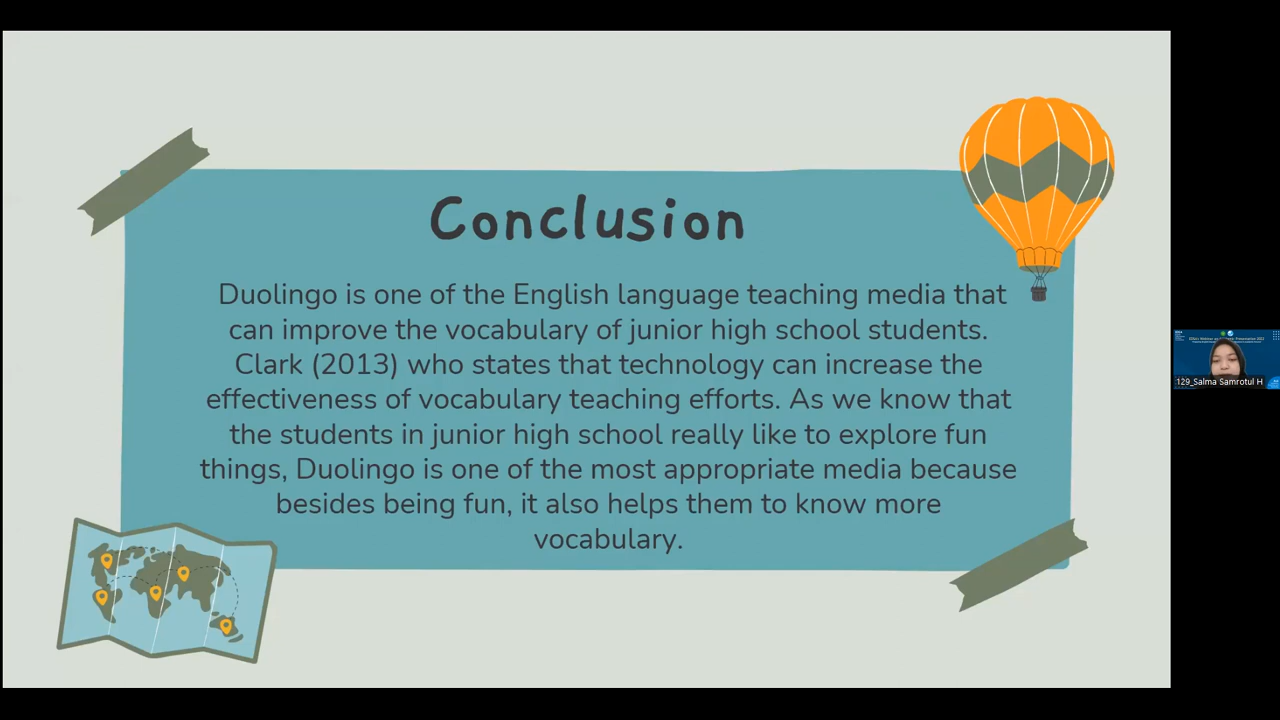 Conclusion
Duolingo is one of the English language teaching media that
can improve the vocabulary of junior high school students.
Clark (2013) who states that technology can increase the
effectiveness of vocabulary teaching efforts. As we know that
the students in junior high school really like to explore fun
things, Duolingo is one of the most appropriate media because
besides being fun, it also helps them to know more
vocabulary.
129_Salma Samrotul H